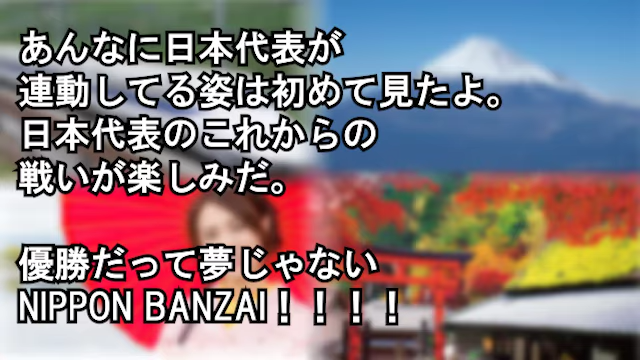 あんなに日本代表が
連動してる姿は初めて見たよ。
日本代表のこれからの
戦いが楽しみだ。
優勝だって夢じゃない
NIPPON BANZAI！！！！